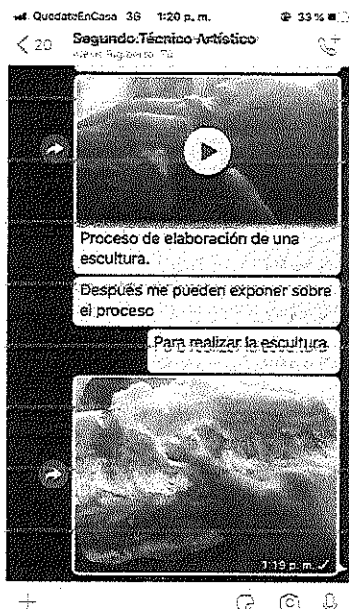 QuedateEnCasa 3G 1:20 p. m. 33 %
20 Segundo Técnico Artístico
Proceso de elaboración de una
escultura.
Después me pueden exponer sobre
el proceso
Para realizar la escultura
1:19 p. m.